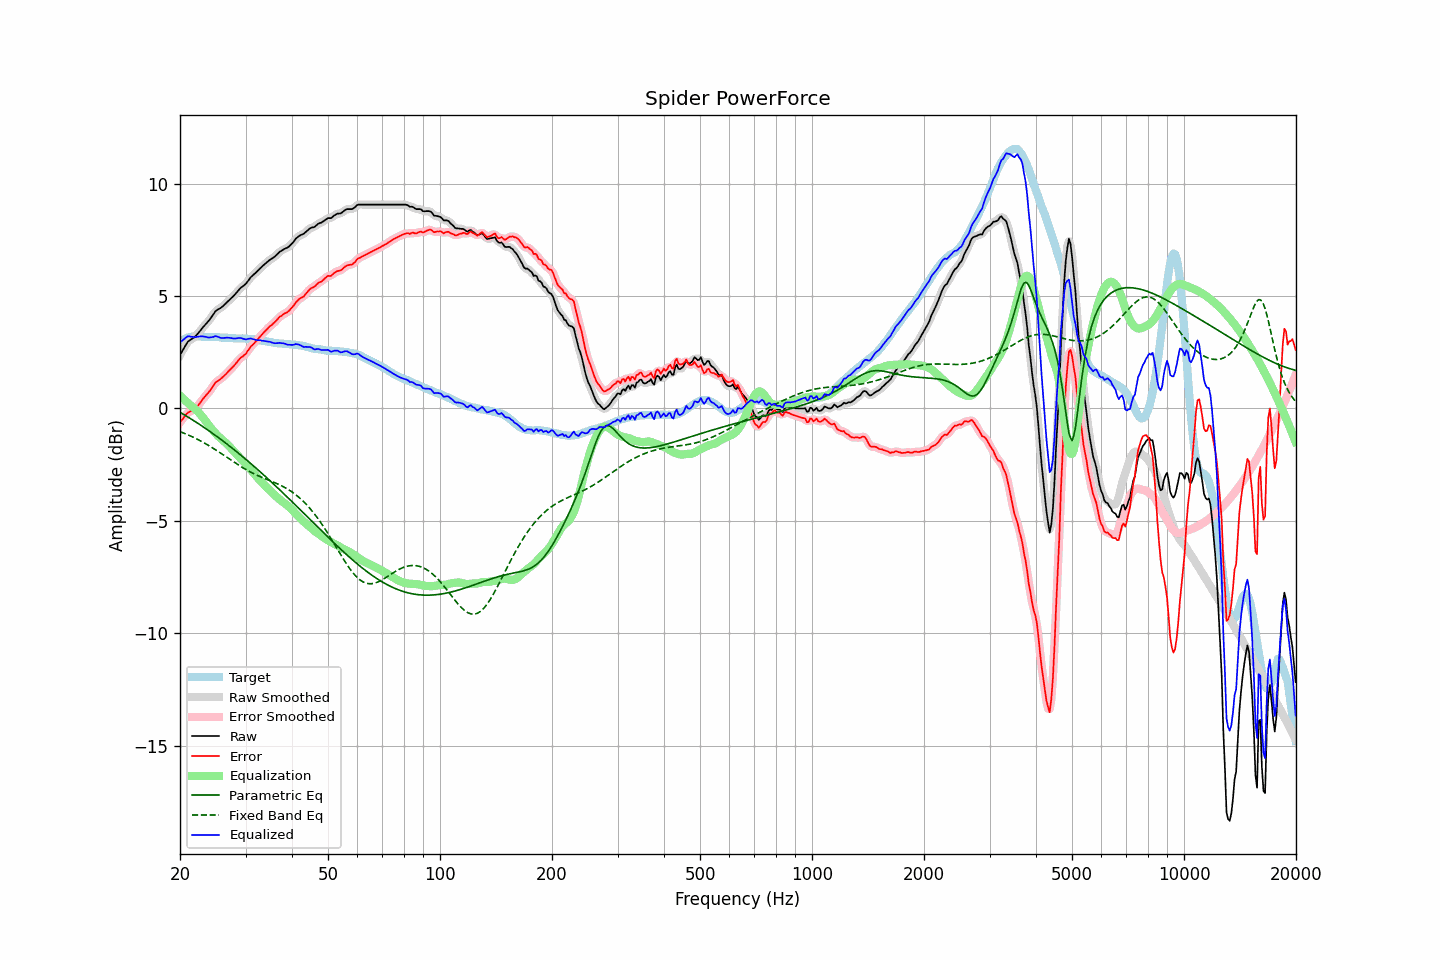 Spider PowerForce
Amplitude (dBr)
10
5
0
−5
−10
−15
Target
Raw Smoothed
Error Smoothed
Raw
Error
Equalization
Parametric Eq
Fixed Band Eq
Equalized
20 50 100 200 500 1000 2000 5000 10000 20000
Frequency (Hz)